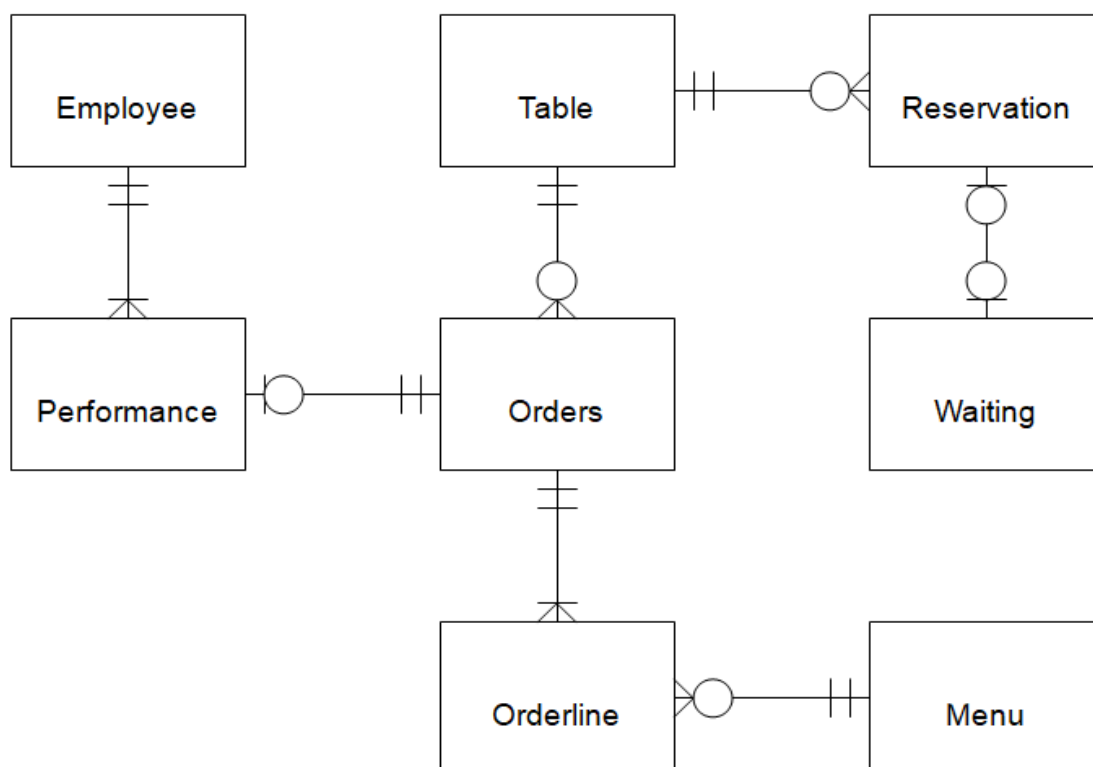 Employee
Table
Reservation
Performance
Orders
Waiting
Orderline
Menu